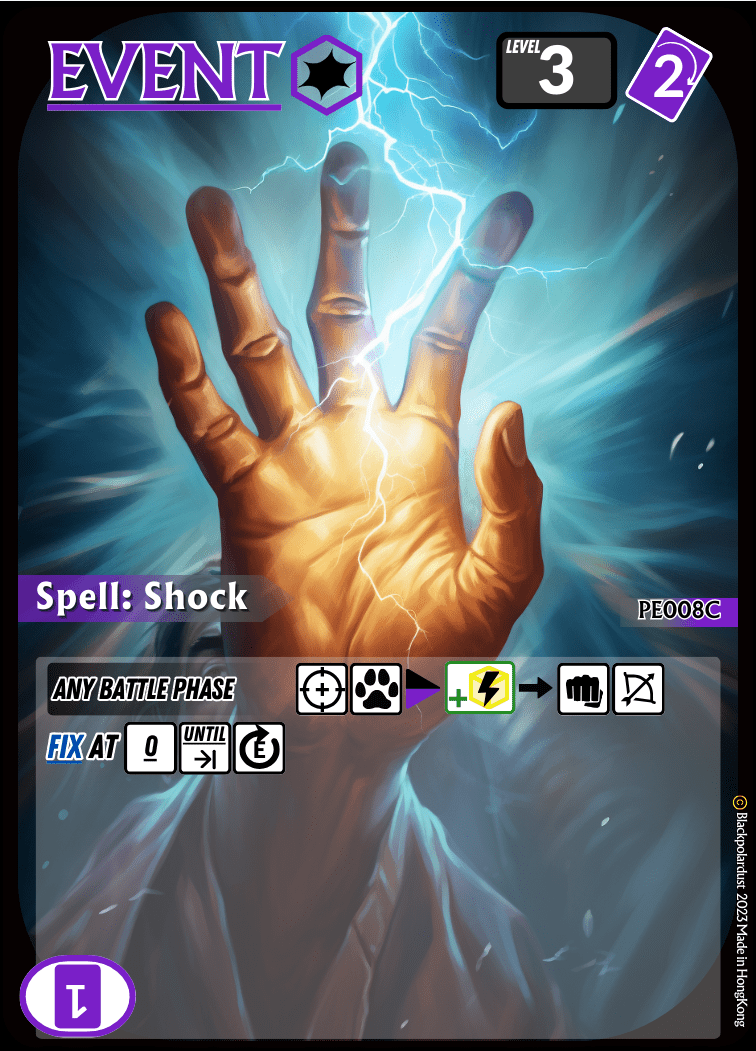 EVENT
LEVEL 3
2
Spell: Shock
PE008C
ANY BATTLE PHASE
+
FIX AT 0 UNTIL E
1
© Blackpolardust 2023 Made in HongKong